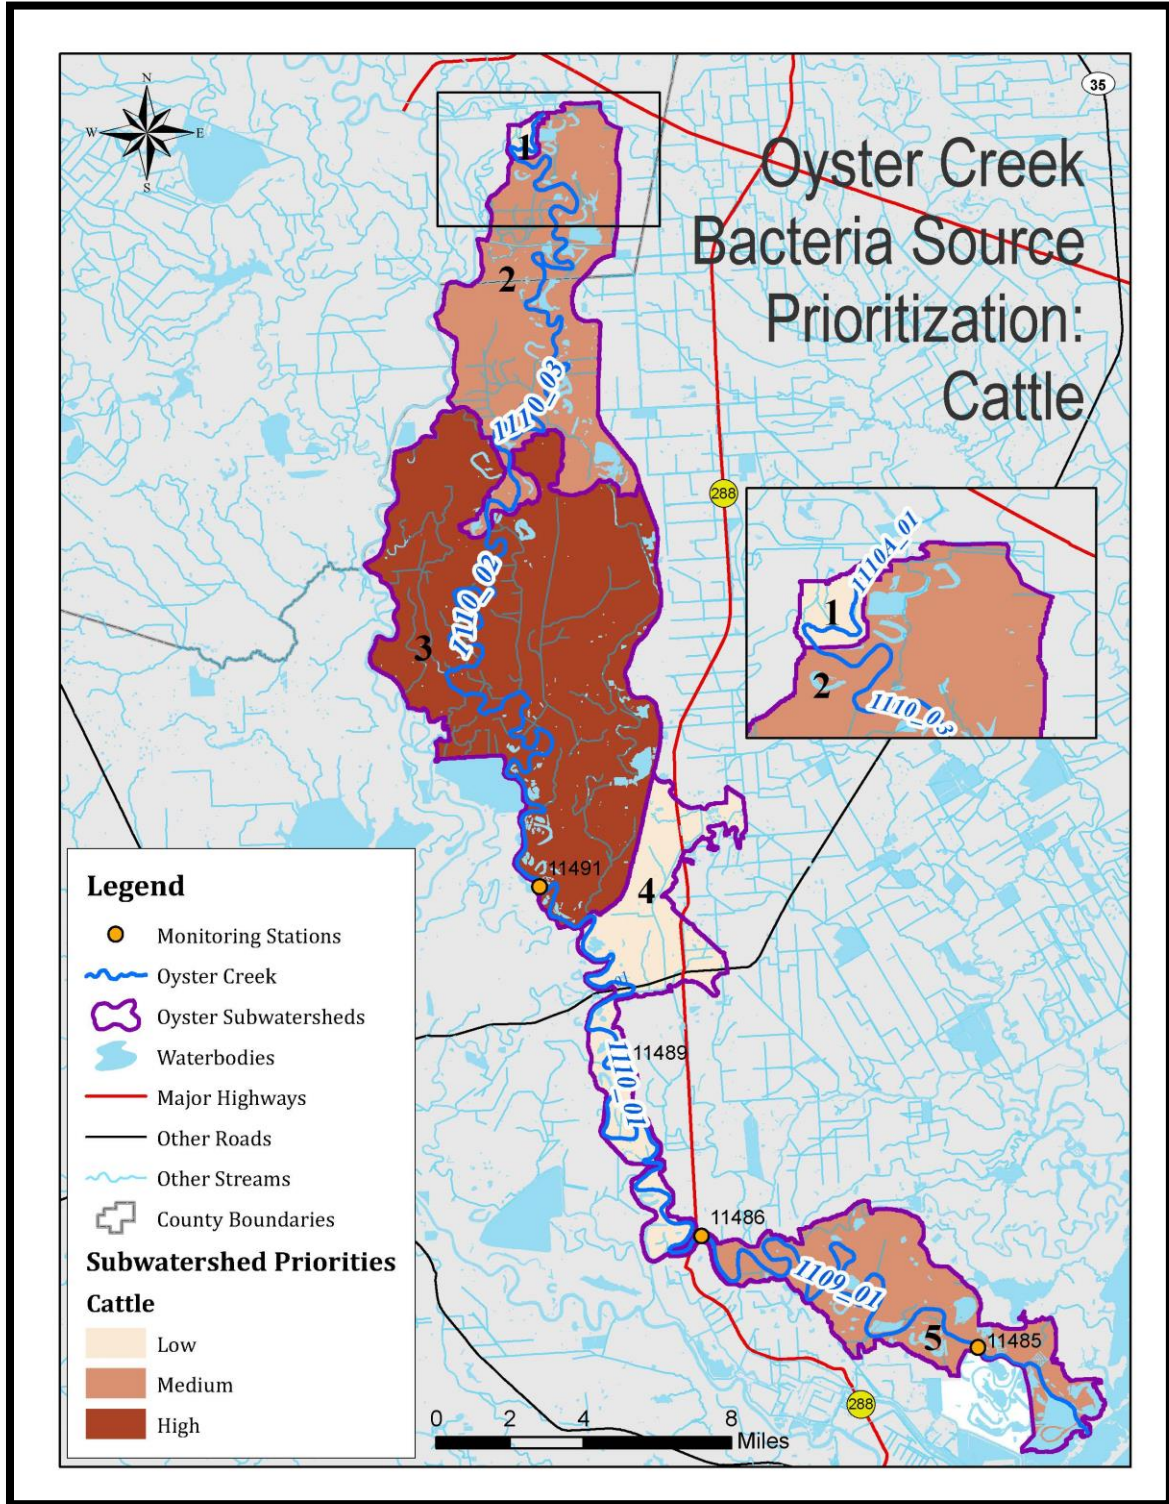 N
W E
S
35
Oyster Creek
Bacteria Source
Prioritization:
Cattle
1
2
1110_03
288
1110A_01
1
2
1110_03
1110_02
3
11491
4
11489
1110_01
11486
1109_01
5
11485
288
Legend
Monitoring Stations
Oyster Creek
Oyster Subwatersheds
Waterbodies
Major Highways
Other Roads
Other Streams
County Boundaries
Subwatershed Priorities
Cattle
Low
Medium
High
0 2 4 8
Miles